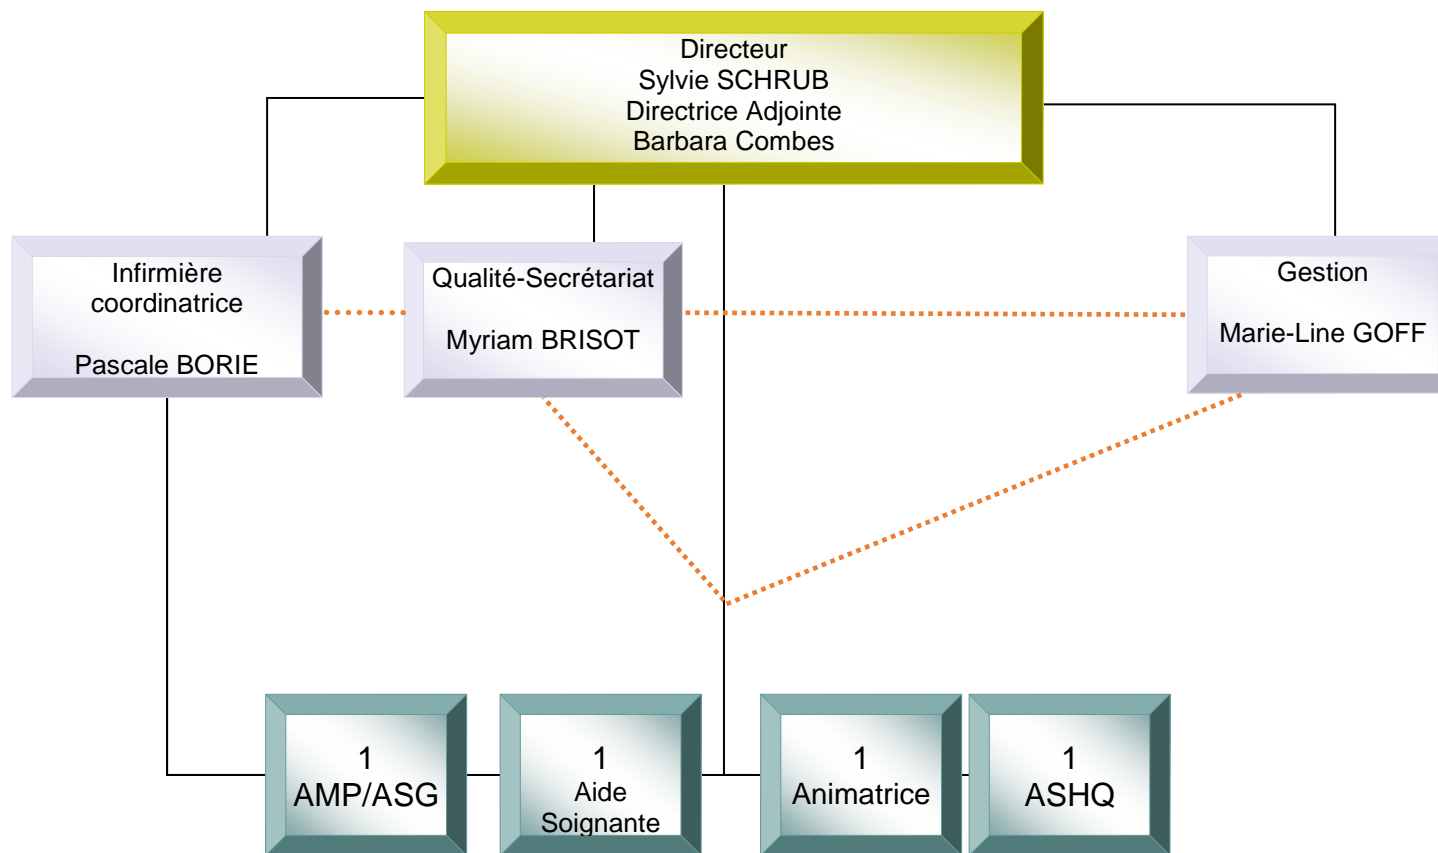 Directeur
Sylvie SCHRUB
Directrice Adjointe
Barbara Combes
Infirmière
coordinatrice
Pascale BORIE
Qualité-Secrétariat
Myriam BRISOT
Gestion
Marie-Line GOFF
1
AMP/ASG
1
Aide
Soignante
1
Animatrice
1
ASHQ